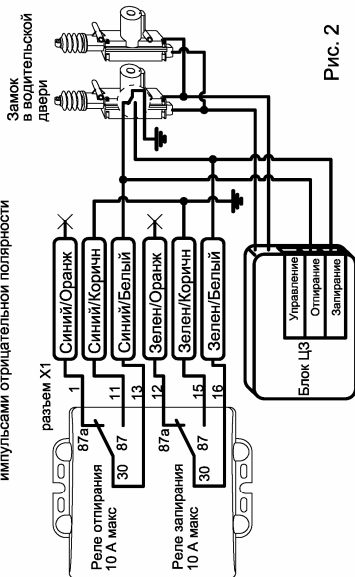 импульсами отрицательной полярности
Замок
в водительской
двери
Рис. 2
разъем X1
Синий/Оранж
Синий/Коричн
Синий/Белый
Зелен/Оранж
Зелен/Коричн
Зелен/Белый
1
11
13
12
15
16
87а
87
30
87а
87
30
Реле отпирания
10 А макс
Реле запирания
10 А макс
Управление
Отпирание
Запирание
Блок ЦЗ